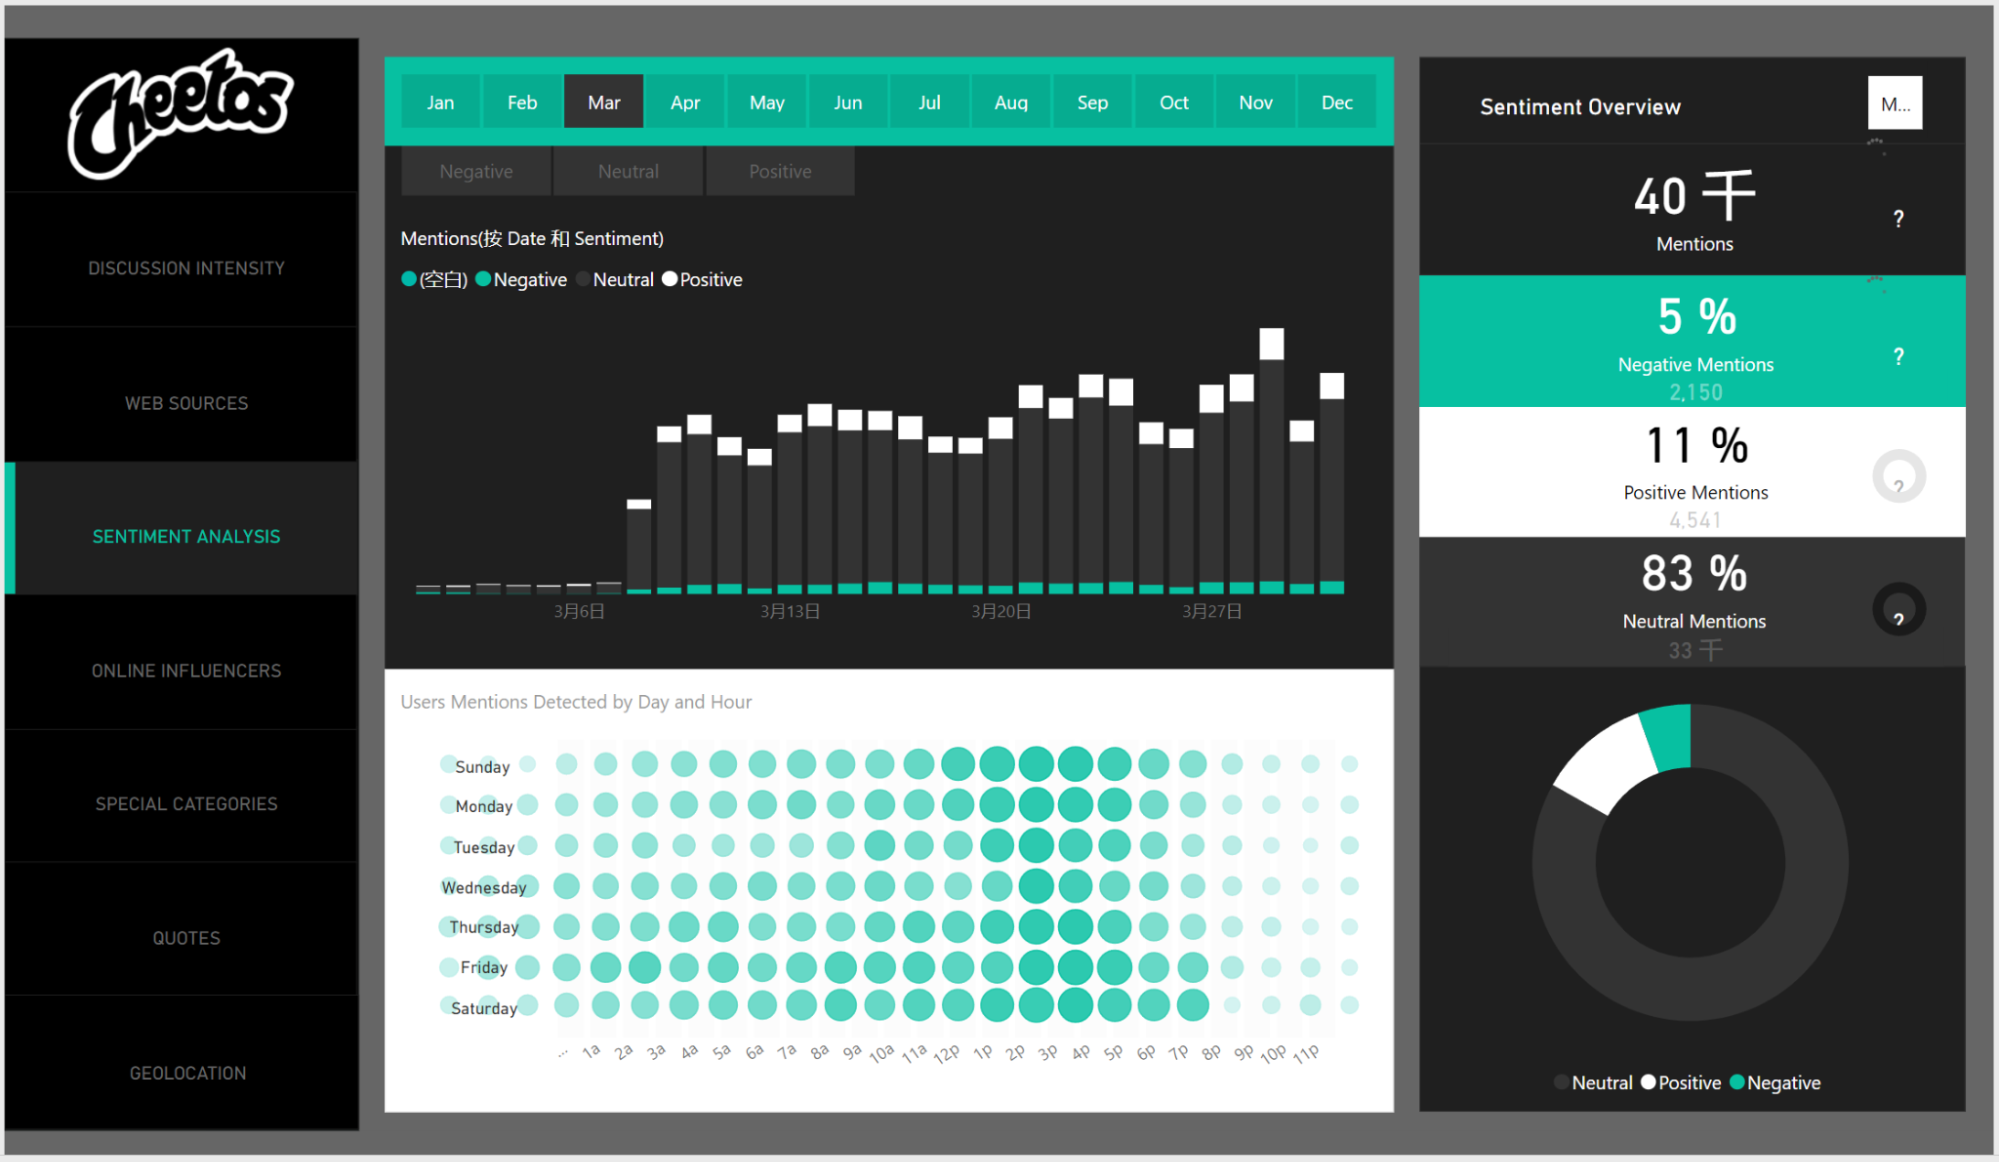 Cheetos
DISCUSSION INTENSITY
WEB SOURCES
SENTIMENT ANALYSIS
ONLINE INFLUENCERS
SPECIAL CATEGORIES
QUOTES
GEOLOCATION
Jan Feb Mar Apr May Jun Jul Aug Sep Oct Nov Dec
Negative Neutral Positive
Mentions(按 Date 和 Sentiment)
(空白) Negative Neutral Positive
3月6日 3月13日 3月20日 3月27日
Users Mentions Detected by Day and Hour
Sunday
Monday
Tuesday
Wednesday
Thursday
Friday
Saturday
... 1a 2a 3a 4a 5a 6a 7a 8a 9a 10a 11a 12p 1p 2p 3p 4p 5p 6p 7p 8p 9p 10p 11p
Sentiment Overview
M...
40 千
?
Mentions
5 %
?
Negative Mentions
2,150
11 %
?
Positive Mentions
4,541
83 %
?
Neutral Mentions
33 千
Neutral Positive Negative